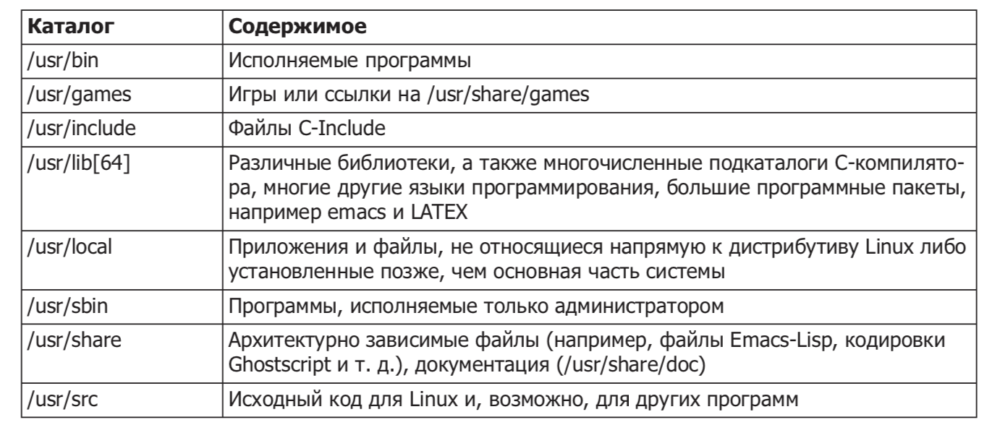 Каталог Содержимое
/usr/bin Исполняемые программы
/usr/games Игры или ссылки на /usr/share/games
/usr/include Файлы C-Include
/usr/lib[64] Различные библиотеки, а также многочисленные подкаталоги C-компилято-
ра, многие другие языки программирования, большие программные пакеты,
например emacs и LATEX
/usr/local Приложения и файлы, не относящиеся напрямую к дистрибутиву Linux либо
установленные позже, чем основная часть системы
/usr/sbin Программы, исполняемые только администратором
/usr/share Архитектурно зависимые файлы (например, файлы Emacs-Lisp, кодировки
Ghostscript и т. д.), документация (/usr/share/doc)
/usr/src Исходный код для Linux и, возможно, для других программ